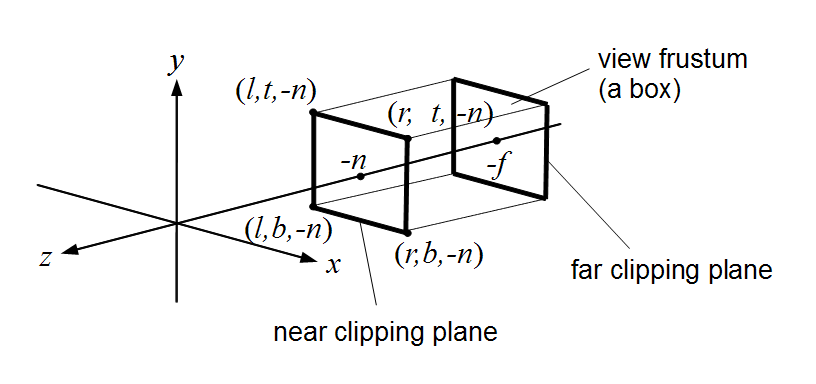 y
view frustum
(a box)
(l,t,-n)
(r, t, -n)
-n
-f
(l,b,-n)
(r,b,-n)
z
x
far clipping plane
near clipping plane